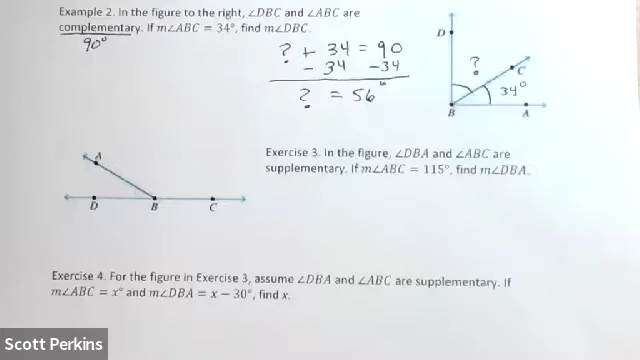 Example 2. In the figure to the right, ∠DBC and ∠ABC are
complementary. If m∠ABC = 34°, find m∠DBC.
90°
? + 34 = 90
- 34 -34
? = 56°
D
?
C
34°
B
A
Exercise 3. In the figure, ∠DBA and ∠ABC are
supplementary. If m∠ABC = 115°, find m∠DBA.
A
D B C
Exercise 4. For the figure in Exercise 3, assume ∠DBA and ∠ABC are supplementary. If
m∠ABC = x° and m∠DBA = x − 30°, find x.
Scott Perkins